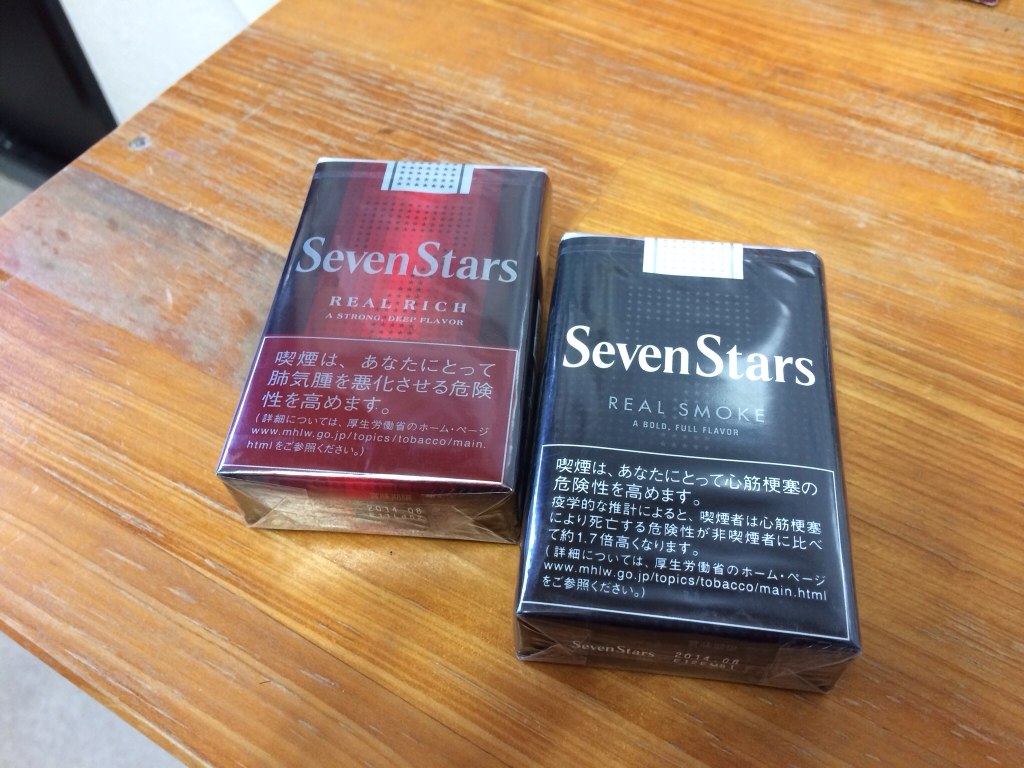 SevenStars
REAL RICH
A STRONG, DEEP FLAVOR
喫煙は、あなたにとって
肺気腫を悪化させる危険
性を高めます。
(詳細については、厚生労働省のホーム・ページ
www.mhlw.go.jp/topics/tobacco/main.
htmlをご参照ください。)
2014.08
SevenStars
REAL SMOKE
A BOLD, FULL FLAVOR
喫煙は、あなたにとって心筋梗塞の
危険性を高めます。
疫学的な推計によると、喫煙者は心筋梗塞
により死亡する危険性が非喫煙者に比べ
て約1.7倍高くなります。
(詳細については、厚生労働省のホーム・ページ
www.mhlw.go.jp/topics/tobacco/main.html
をご参照ください。)
SevenStars 2014.08